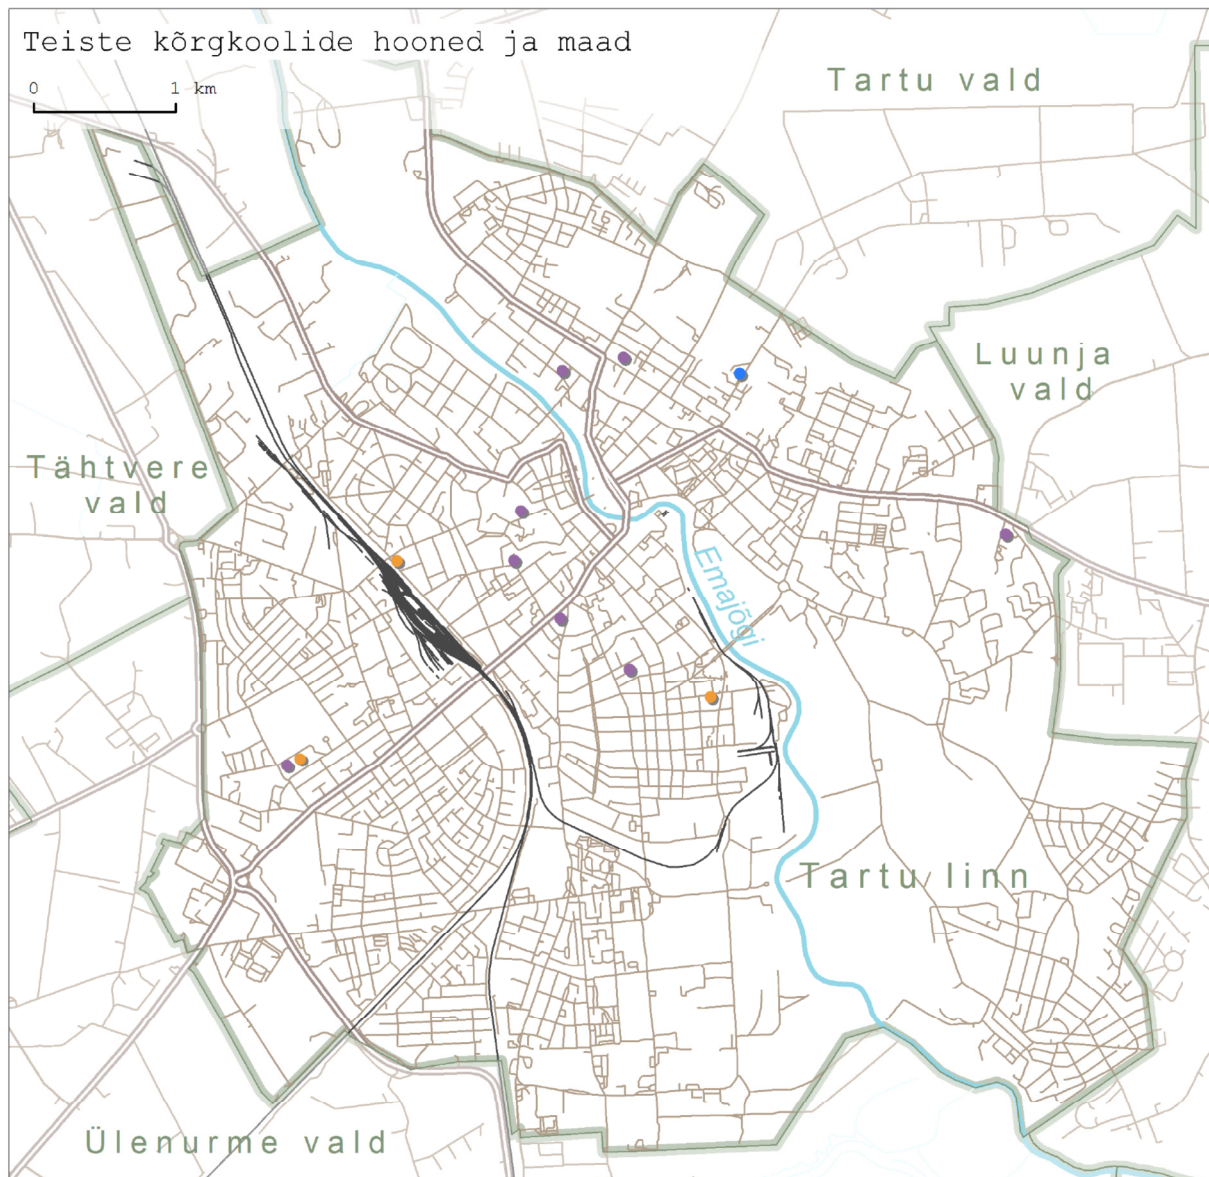 Teiste kõrgkoolide hooned ja maad
0 1 km
Tartu vald
Luunja
vald
Tähtvere
vald
Emajõgi
Tartu linn
Ülenurme vald